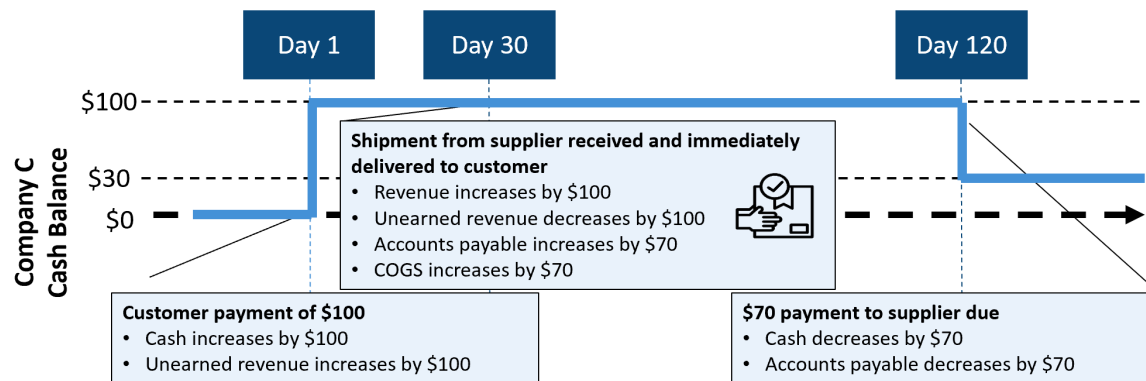 Day 1
Day 30
Day 120
$100
$30
$0
Company C
Cash Balance
Shipment from supplier received and immediately
delivered to customer
• Revenue increases by $100
• Unearned revenue decreases by $100
• Accounts payable increases by $70
• COGS increases by $70
Customer payment of $100
• Cash increases by $100
• Unearned revenue increases by $100
$70 payment to supplier due
• Cash decreases by $70
• Accounts payable decreases by $70